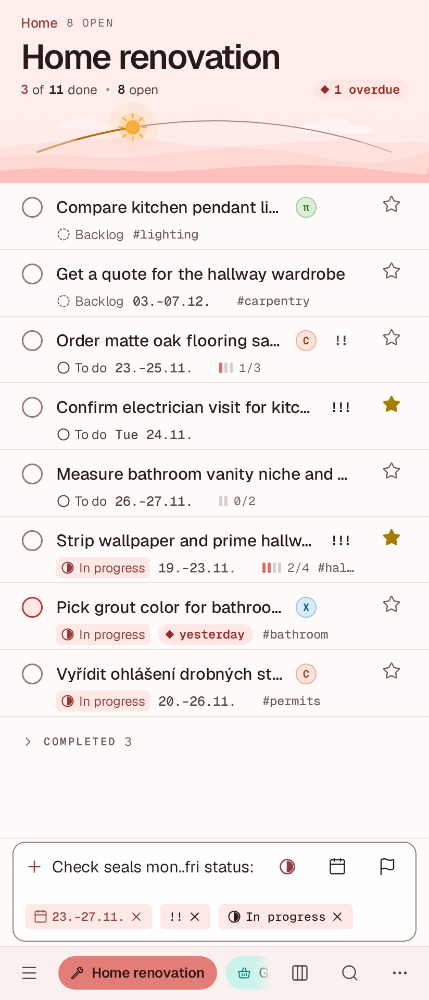 Home 8 OPEN
Home renovation
3 of 11 done • 8 open ◆ 1 overdue
Compare kitchen pendant li… π
Backlog #lighting
Get a quote for the hallway wardrobe
Backlog 03.–07.12. #carpentry
Order matte oak flooring sa… C !!
To do 23.–25.11. 1/3
Confirm electrician visit for kitc… !!!
To do Tue 24.11.
Measure bathroom vanity niche and …
To do 26.–27.11. 0/2
Strip wallpaper and prime hallw… !!!
In progress 19.–23.11. 2/4 #hal…
Pick grout color for bathroo… X
In progress ◆ yesterday #bathroom
Vyřídit ohlášení drobných st… C
In progress 20.–26.11. #permits
COMPLETED 3
Check seals mon..fri status:
23.–27.11. × !! × In progress ×
Home renovation G